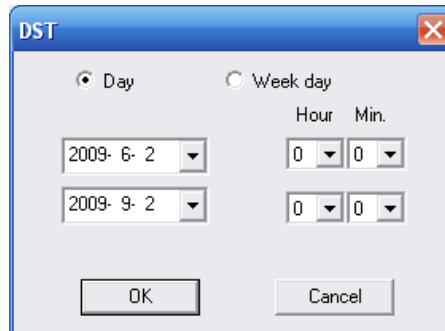 DST
Day Week day
Hour Min.
2009- 6- 2 0 0
2009- 9- 2 0 0
OK Cancel